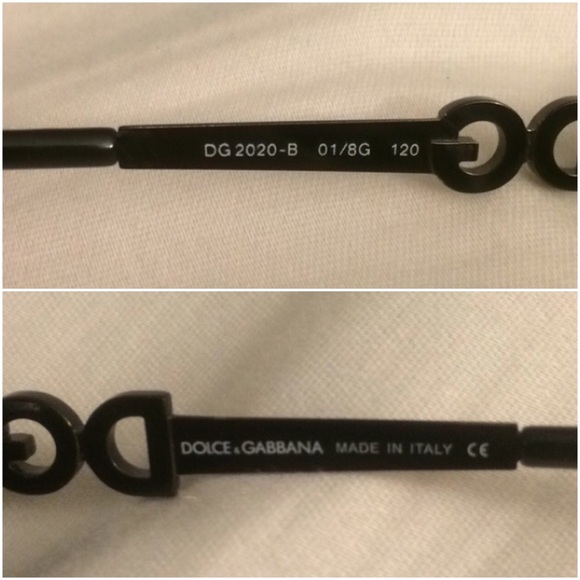 DG 2020-B 01/8G 120
DOLCE & GABBANA MADE IN ITALY CE